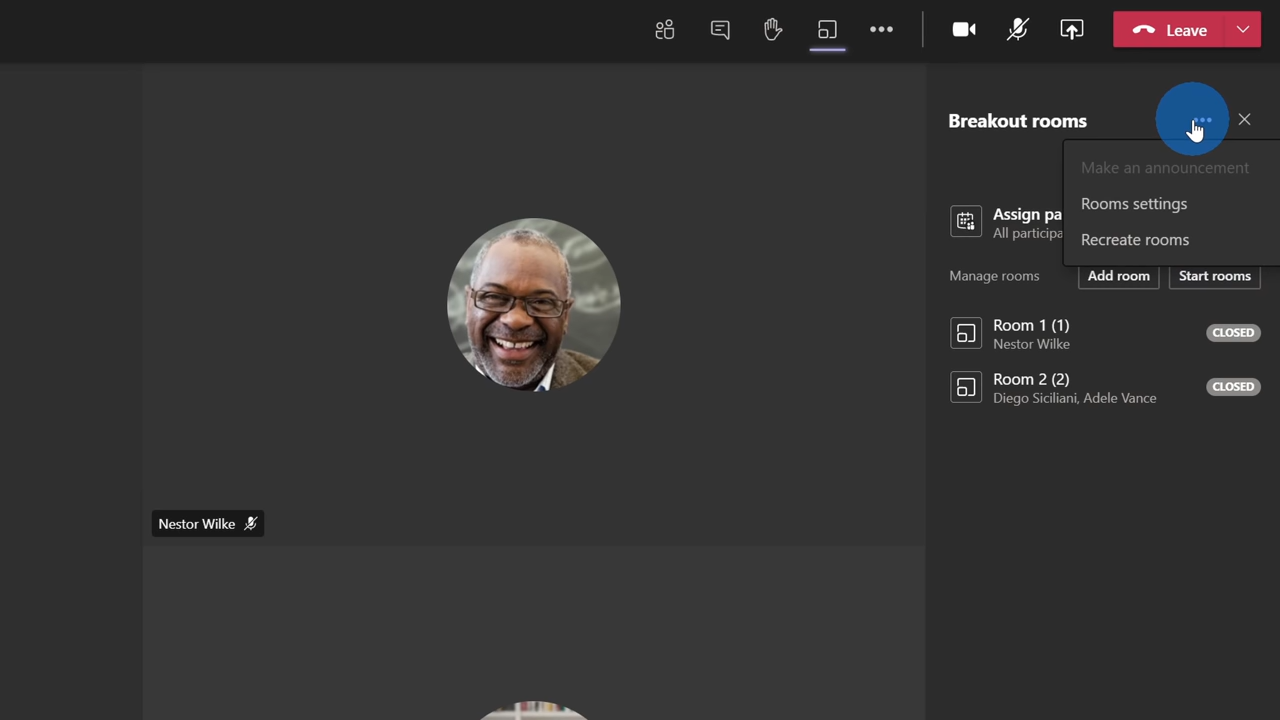 Leave
Breakout rooms
Make an announcement
Rooms settings
Recreate rooms
Assign pa
All participa
Manage rooms
Add room
Start rooms
Room 1 (1)
Nestor Wilke
CLOSED
Room 2 (2)
Diego Siciliani, Adele Vance
CLOSED
Nestor Wilke